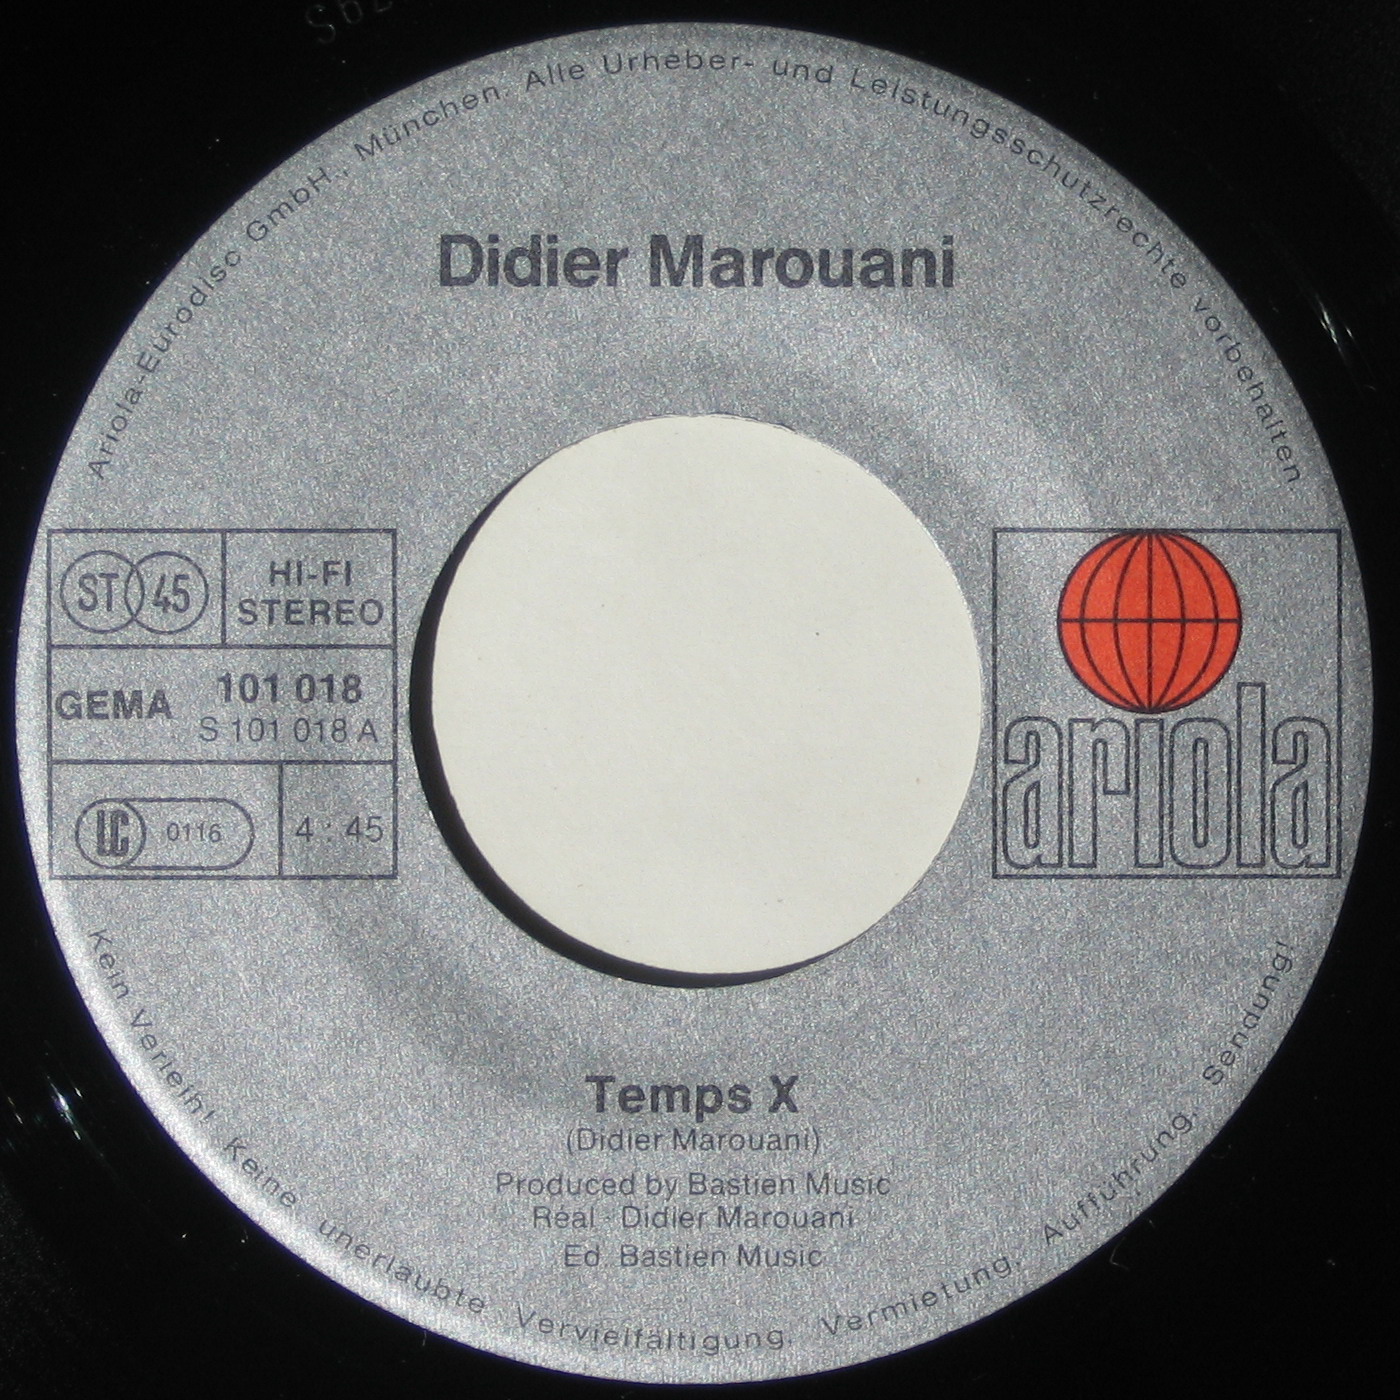 Ariola-Eurodisc GmbH., München. Alle Urheber- und Leistungsschutzrechte vorbehalten
Didier Marouani
ST 45
HI-FI
STEREO
GEMA
101 018
S 101 018 A
LC 0116
4:45
ariola
Temps X
(Didier Marouani)
Produced by Bastien Music
Réal - Didier Marouani
Ed. Bastien Music
Kein Verleih! Keine unerlaubte Vervielfältigung, Vermietung, Aufführung, Sendung!